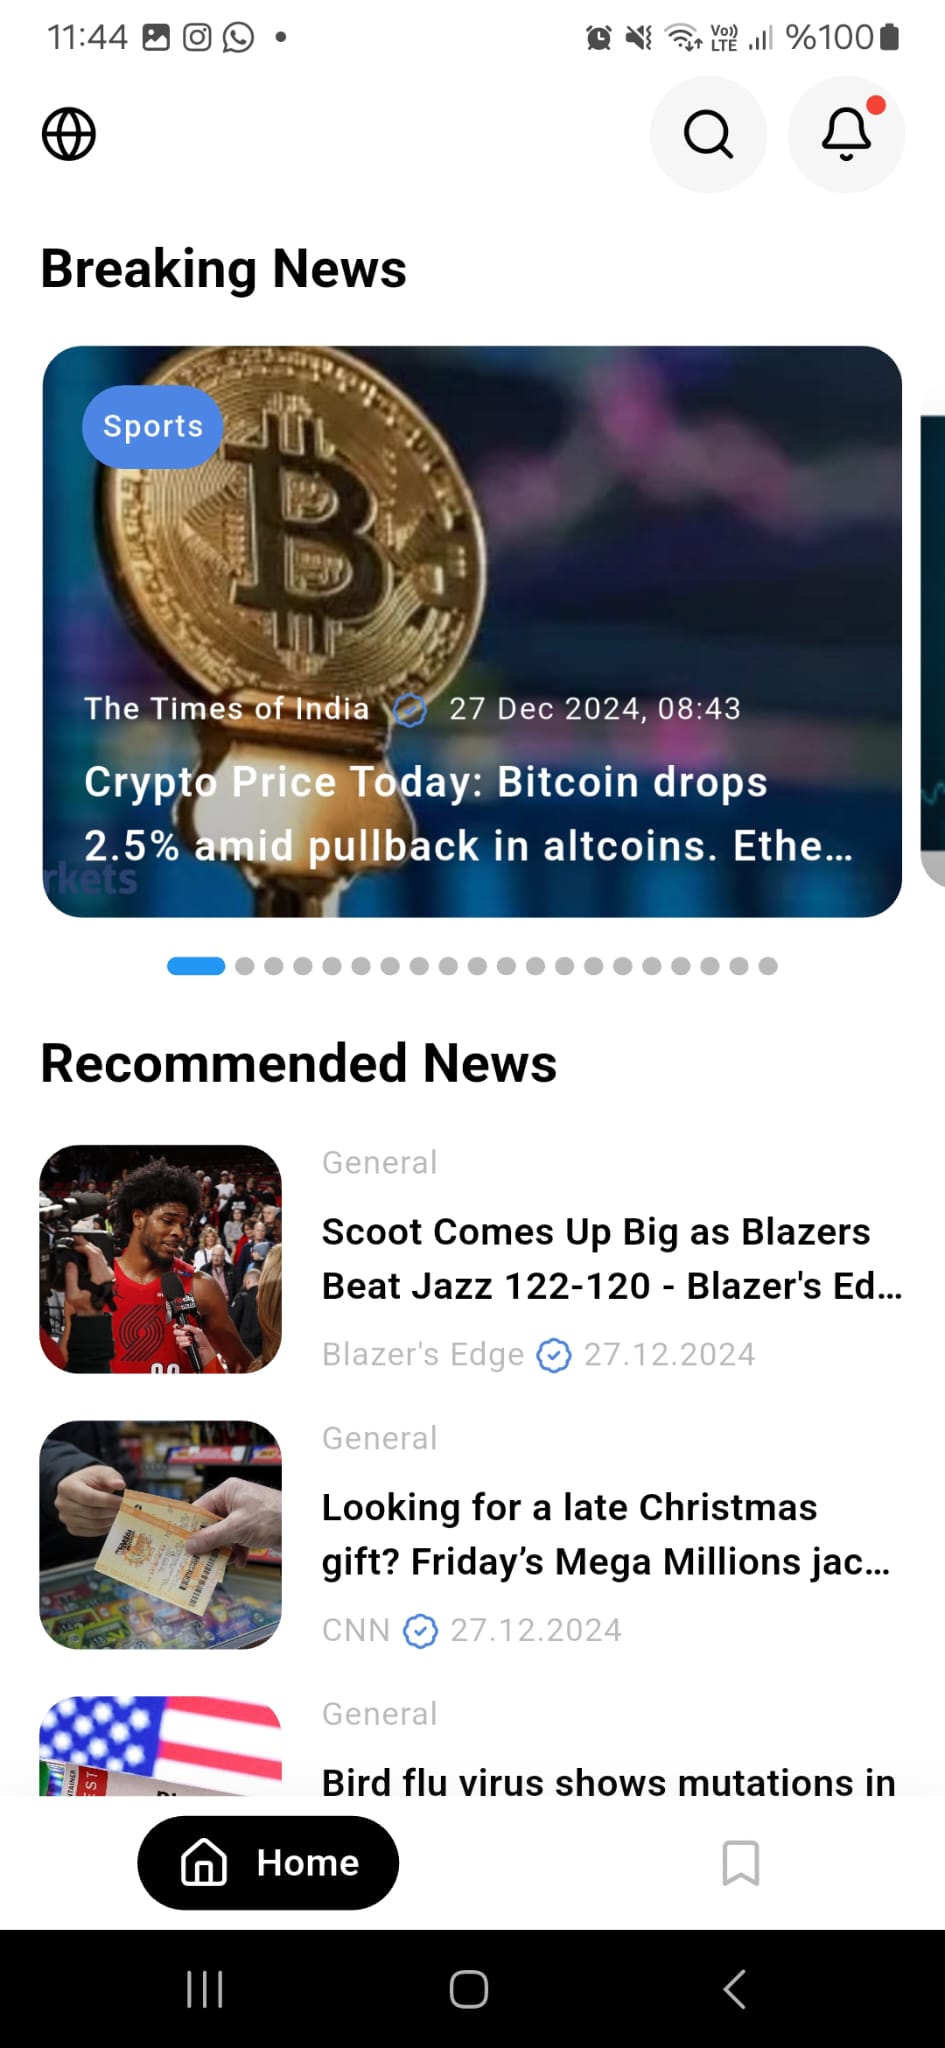 11:44
Vo)) LTE %100
Breaking News
Sports
The Times of India 27 Dec 2024, 08:43
Crypto Price Today: Bitcoin drops
2.5% amid pullback in altcoins. Ethe...
rkets
Recommended News
General
Scoot Comes Up Big as Blazers
Beat Jazz 122-120 - Blazer's Ed...
Blazer's Edge 27.12.2024
General
Looking for a late Christmas
gift? Friday’s Mega Millions jac...
CNN 27.12.2024
General
Bird flu virus shows mutations in
Home